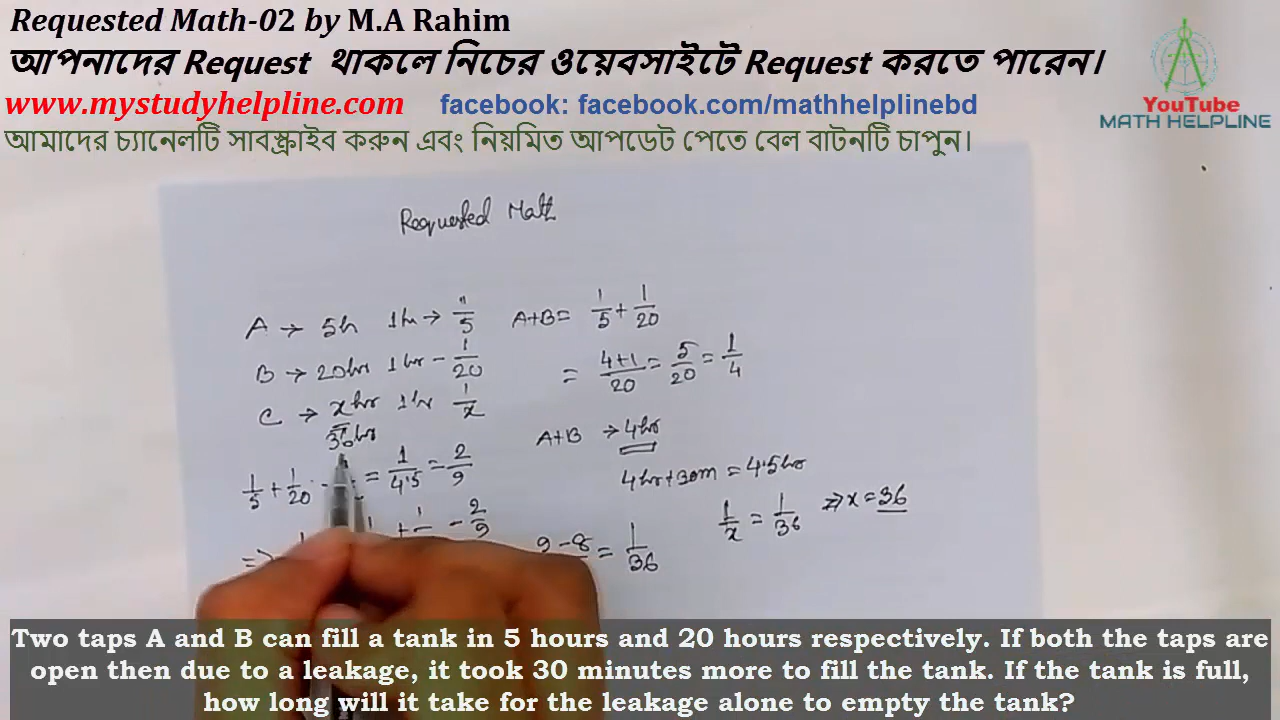 Requested Math-02 by M.A Rahim
আপনাদের Request থাকলে নিচের ওয়েবসাইটে Request করতে পারেন।
www.mystudyhelpline.com facebook: facebook.com/mathhelplinebd
YouTube
MATH HELPLINE
আমাদের চ্যানেলটি সাবস্ক্রাইব করুন এবং নিয়মিত আপডেট পেতে বেল বাটনটি চাপুন।
Requested Math
A → 5h 1hr → 1/5 A+B = 1/5 + 1/20
B → 20hrs 1hr - 1/20 = 4+1/20 = 5/20 = 1/4
C → x hr 1hr 1/x
36hrs A+B → 4hr
1/5 + 1/20 - = 1/4.5 = 2/9 4hr+30m = 4.5hr
- 2/9 9-8 = 1/36 1/x = 1/36 ⇒ x = 36
Two taps A and B can fill a tank in 5 hours and 20 hours respectively. If both the taps are
open then due to a leakage, it took 30 minutes more to fill the tank. If the tank is full,
how long will it take for the leakage alone to empty the tank?